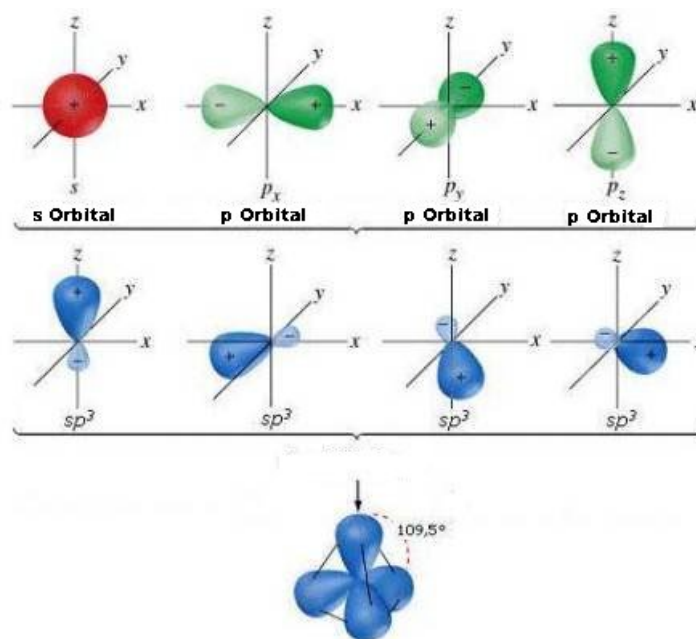 z
y
+
x
s
s Orbital
z
y
− +
x
p_x
p Orbital
z
y
−
+
x
p_y
p Orbital
z
y
+
x
−
p_z
p Orbital
z
y
+
x
−
sp³
z
y
−
x
+
sp³
z
y
−
x
+
sp³
z
y
−
x
+
sp³
109,5°